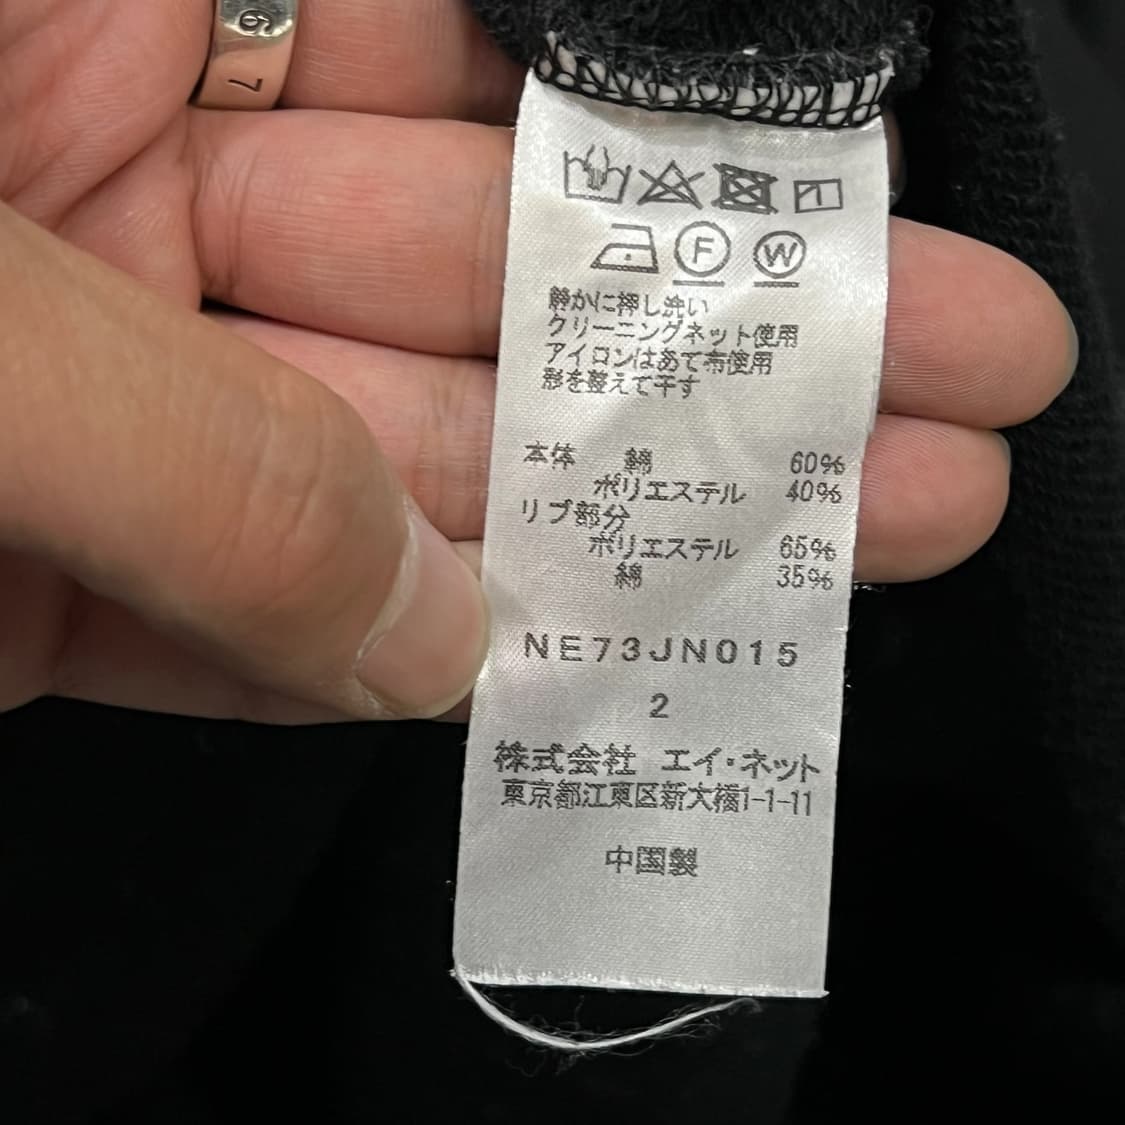 6
7
F
W
静かに押し洗い
クリーニングネット使用
アイロンはあて布使用
形を整えて干す
本体 綿 60%
ポリエステル 40%
リブ部分
ポリエステル 65%
綿 35%
NE73JN015
2
株式会社 エイ・ネット
東京都江東区新大橋1-1-11
中国製